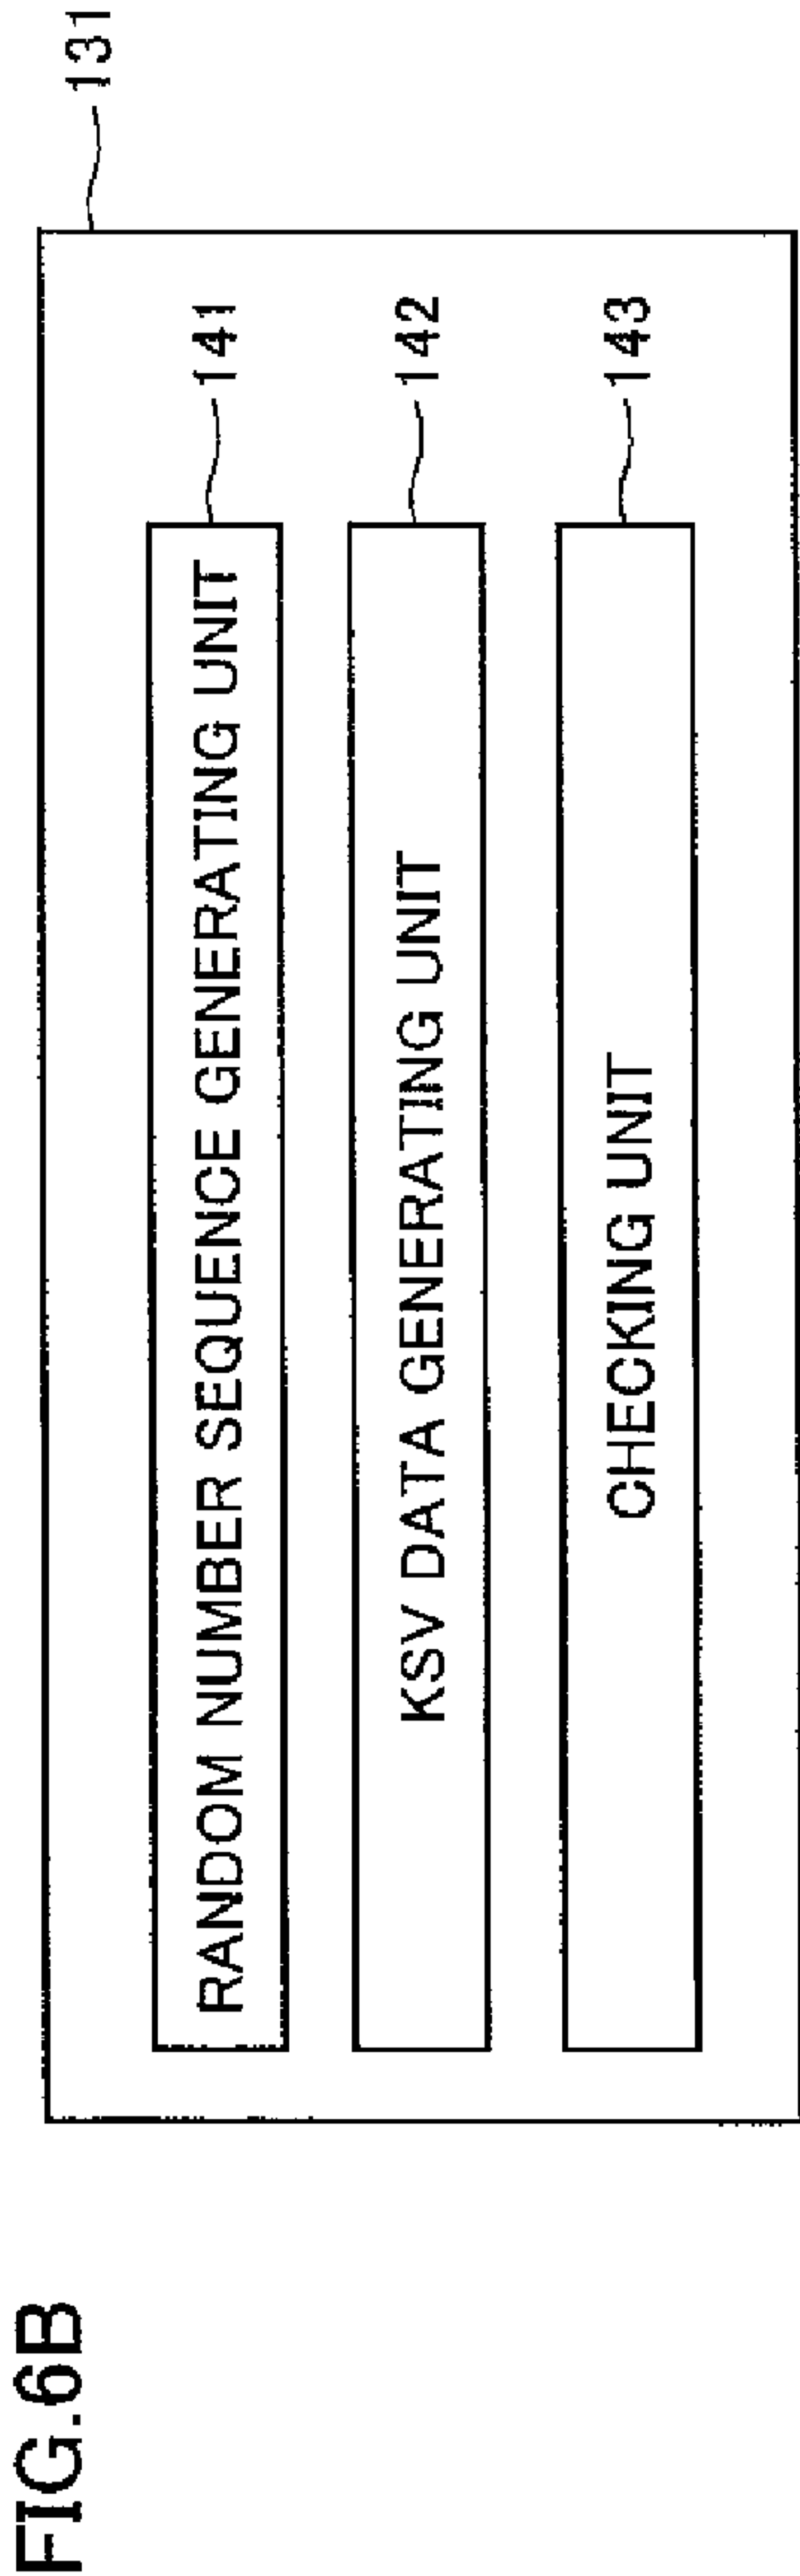 FIG.6B
131
RANDOM NUMBER SEQUENCE GENERATING UNIT
141
KSV DATA GENERATING UNIT
142
CHECKING UNIT
143